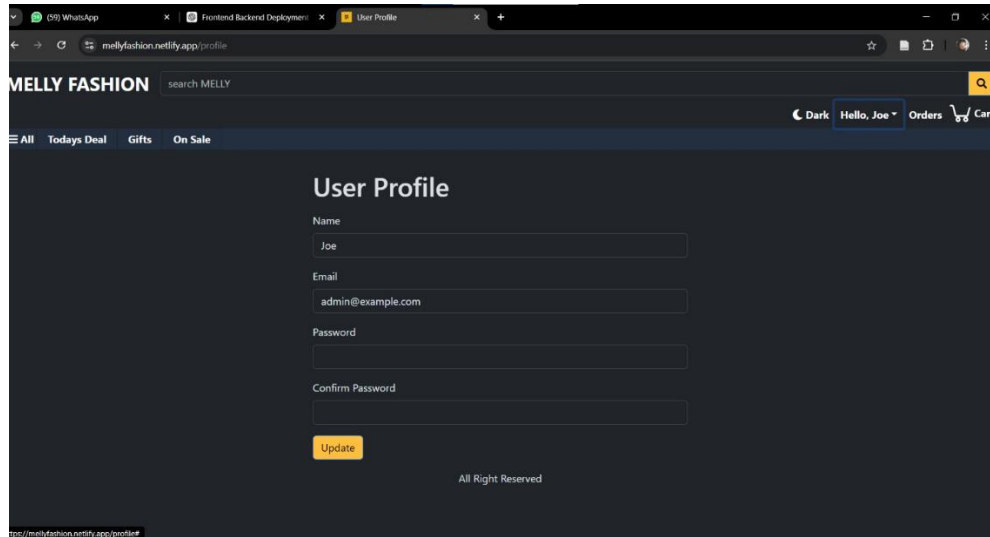 (59) WhatsApp
Frontend Backend Deploymen
User Profile
mellyfashion.netlify.app/profile
MELLY FASHION
search MELLY
Dark Hello, Joe Orders Car
All Todays Deal Gifts On Sale
User Profile
Name
Joe
Email
admin@example.com
Password
Confirm Password
Update
All Right Reserved
ttps://mellyfashion.netlify.app/profile#